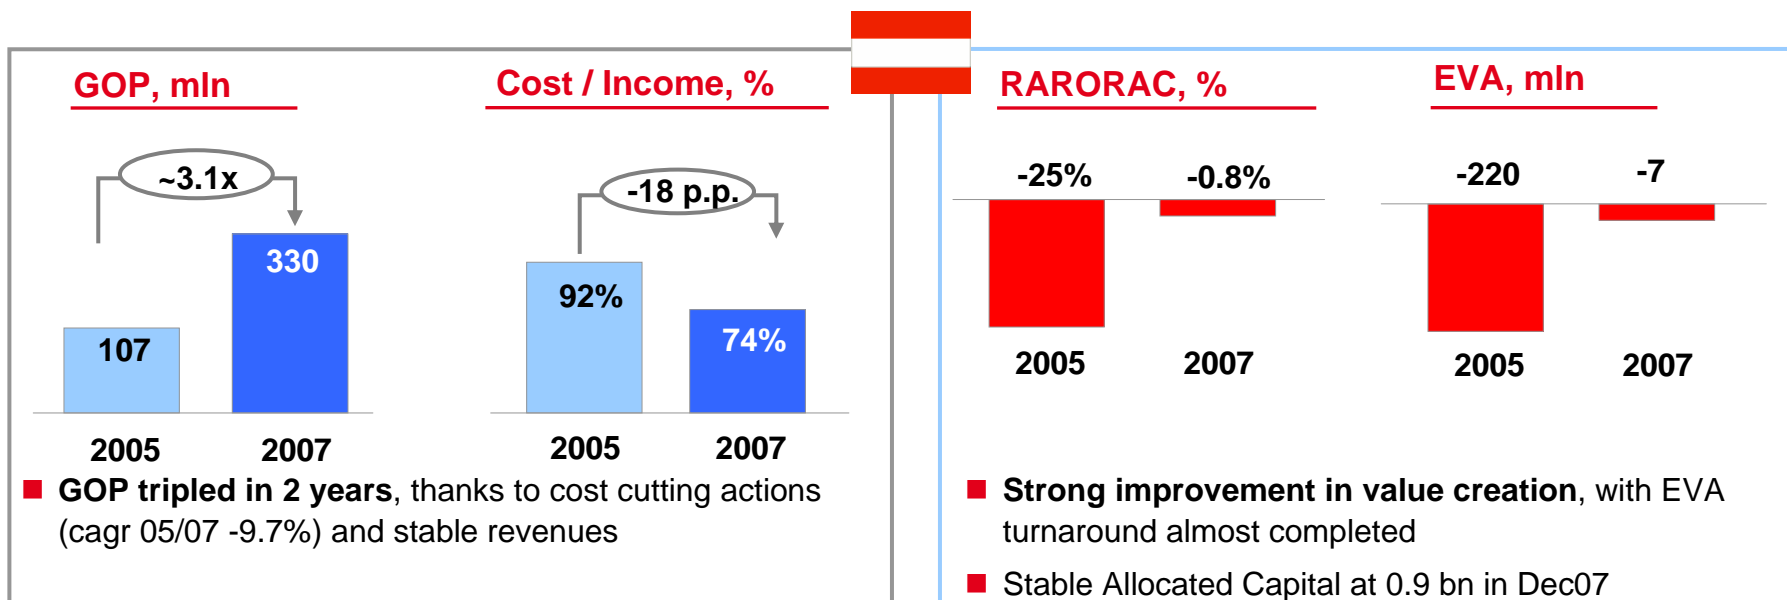 GOP, mln
~3.1x
107
330
2005 2007
Cost / Income, %
-18 p.p.
92%
74%
2005 2007
■ GOP tripled in 2 years, thanks to cost cutting actions
(cagr 05/07 -9.7%) and stable revenues
RARORAC, %
-25% -0.8%
2005 2007
EVA, mln
-220 -7
2005 2007
■ Strong improvement in value creation, with EVA
turnaround almost completed
■ Stable Allocated Capital at 0.9 bn in Dec07